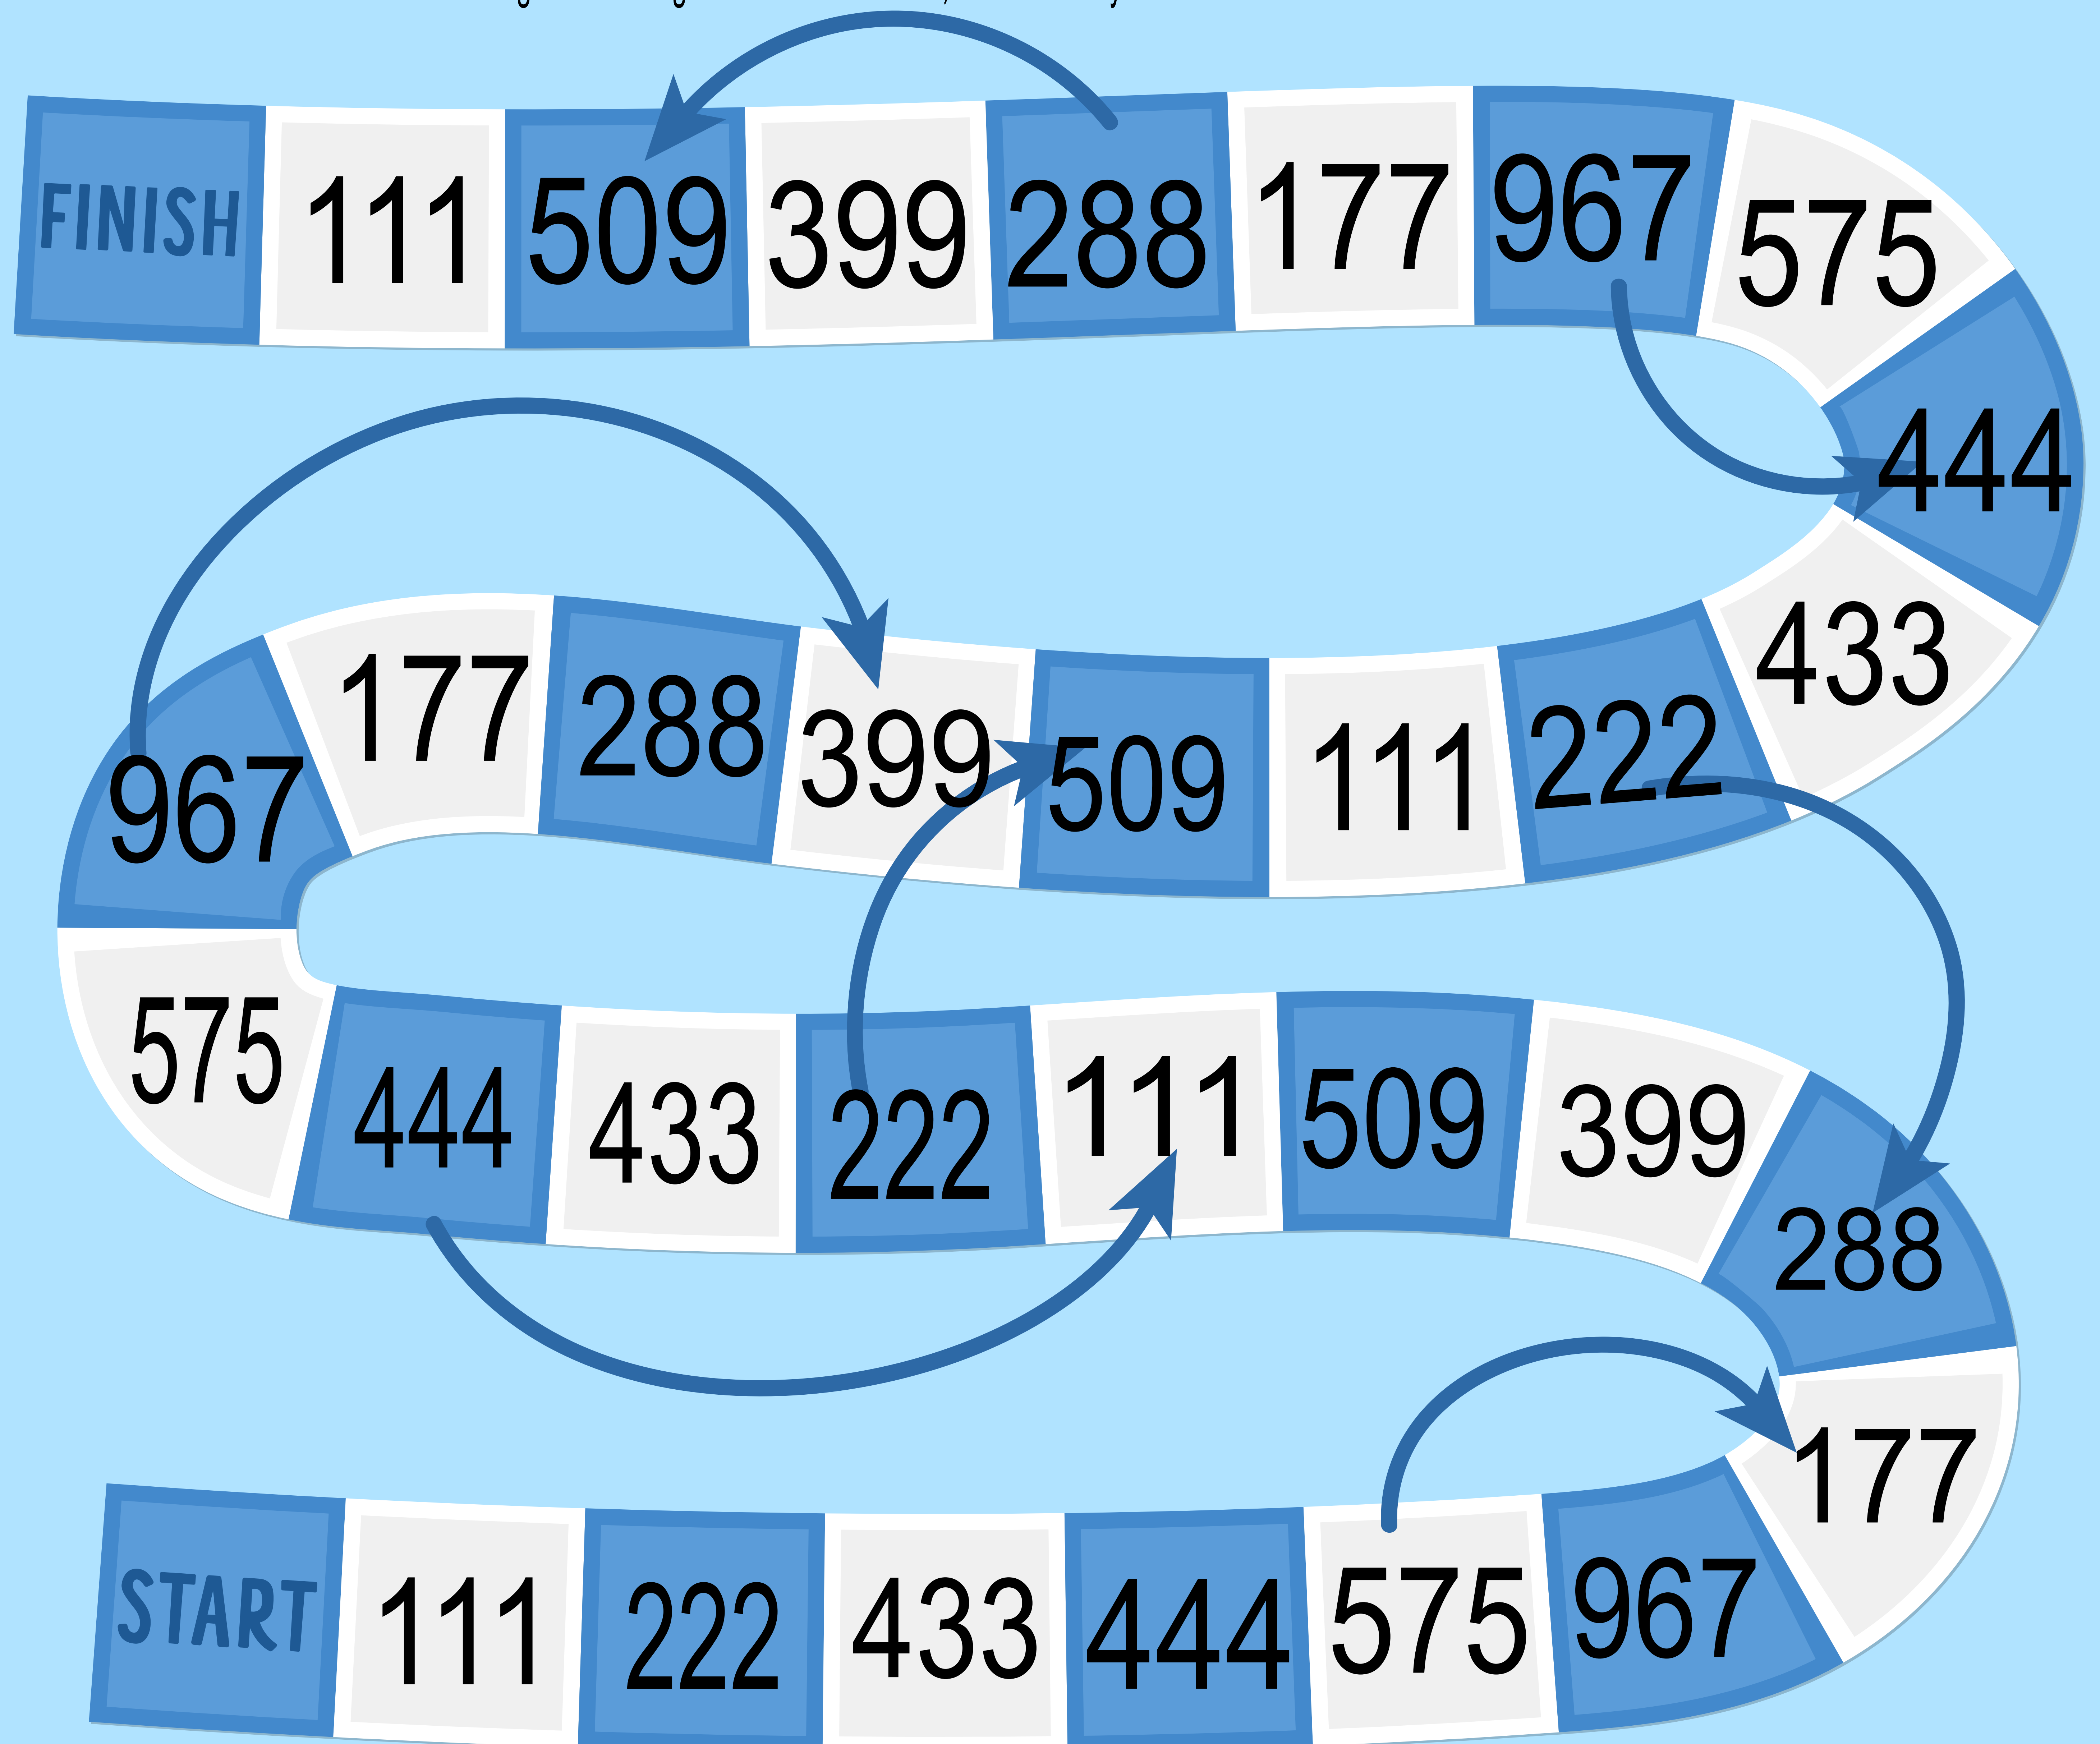 FINISH 111 509 399 288 177 967 575
444
433
967 177 288 399 509 111 222
575 444 433 222 111 509 399 288
177
START 111 222 433 444 575 967